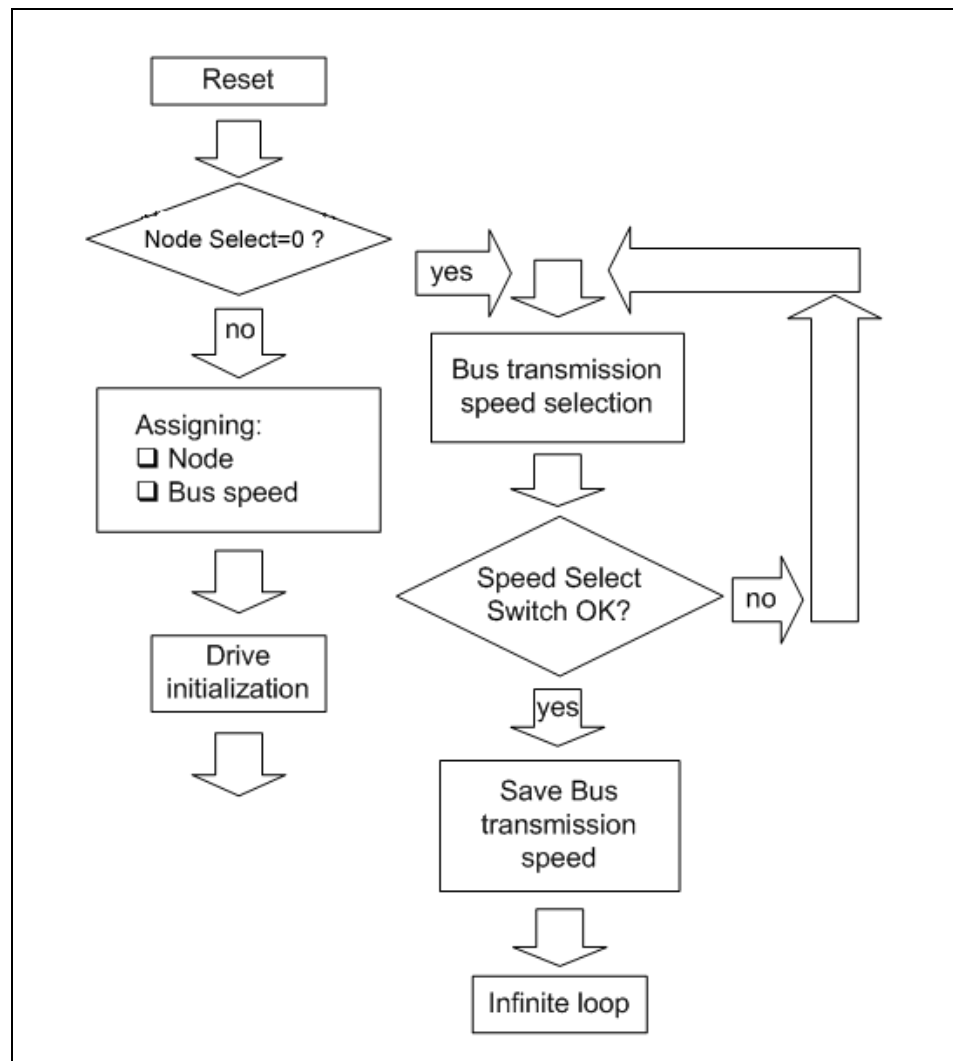 Reset
Node Select=0 ?
yes
no
Bus transmission
speed selection
Assigning:
❑ Node
❑ Bus speed
Speed Select
Switch OK?
no
Drive
initialization
yes
Save Bus
transmission
speed
Infinite loop